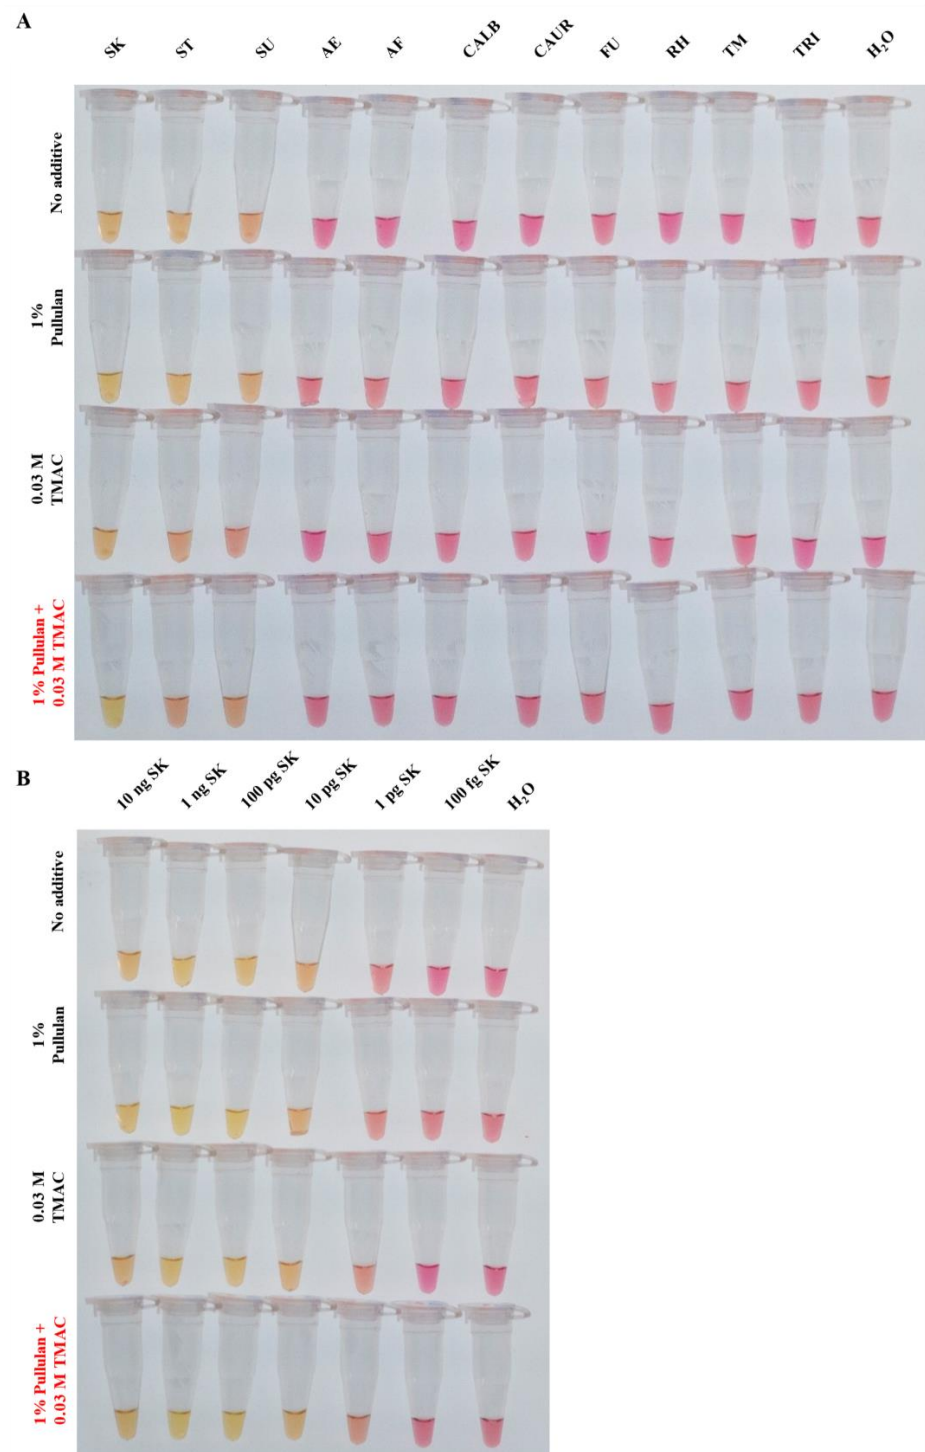 A
SK ST SU AE AF CALB CAUR FU RH TM TRI H₂O
No additive
1%
Pullulan
0.03 M
TMAC
1% Pullulan +
0.03 M TMAC
B
10 ng SK 1 ng SK 100 pg SK 10 pg SK 1 pg SK 100 fg SK H₂O
No additive
1%
Pullulan
0.03 M
TMAC
1% Pullulan +
0.03 M TMAC